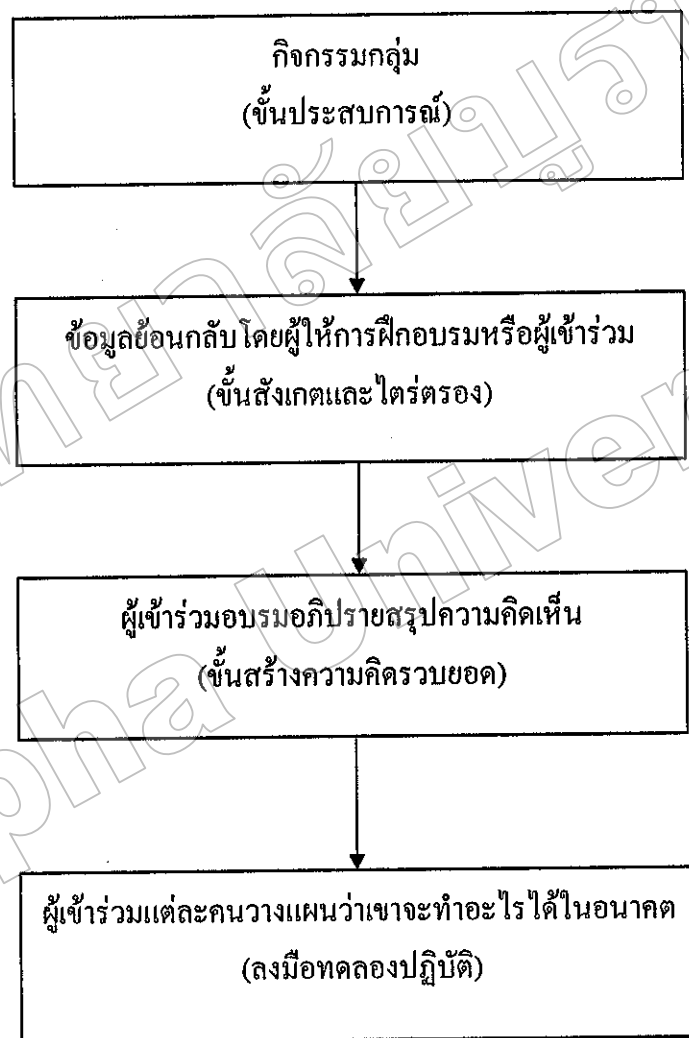 กิจกรรมกลุ่ม
(ขั้นประสบการณ์)
ข้อมูลย้อนกลับโดยผู้ให้การฝึกอบรมหรือผู้เข้าร่วม
(ขั้นสังเกตและไตร่ตรอง)
ผู้เข้าร่วมอบรมอภิปรายสรุปความคิดเห็น
(ขั้นสร้างความคิดรวบยอด)
ผู้เข้าร่วมแต่ละคนวางแผนว่าเขาจะทำอะไรได้ในอนาคต
(ลงมือทดลองปฏิบัติ)